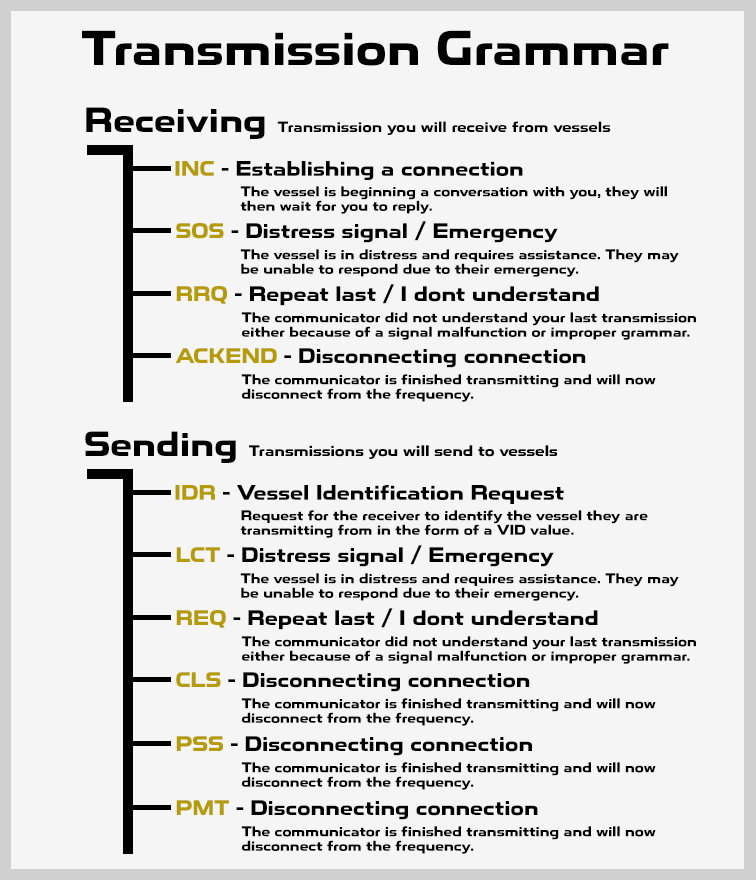 Transmission Grammar
Receiving Transmission you will receive from vessels
INC - Establishing a connection
The vessel is beginning a conversation with you, they will
then wait for you to reply.
SOS - Distress signal / Emergency
The vessel is in distress and requires assistance. They may
be unable to respond due to their emergency.
RRQ - Repeat last / I dont understand
The communicator did not understand your last transmission
either because of a signal malfunction or improper grammar.
ACKEND - Disconnecting connection
The communicator is finished transmitting and will now
disconnect from the frequency.
Sending Transmissions you will send to vessels
IDR - Vessel Identification Request
Request for the receiver to identify the vessel they are
transmitting from in the form of a VID value.
LCT - Distress signal / Emergency
The vessel is in distress and requires assistance. They may
be unable to respond due to their emergency.
REQ - Repeat last / I dont understand
The communicator did not understand your last transmission
either because of a signal malfunction or improper grammar.
CLS - Disconnecting connection
The communicator is finished transmitting and will now
disconnect from the frequency.
PSS - Disconnecting connection
The communicator is finished transmitting and will now
disconnect from the frequency.
PMT - Disconnecting connection
The communicator is finished transmitting and will now
disconnect from the frequency.